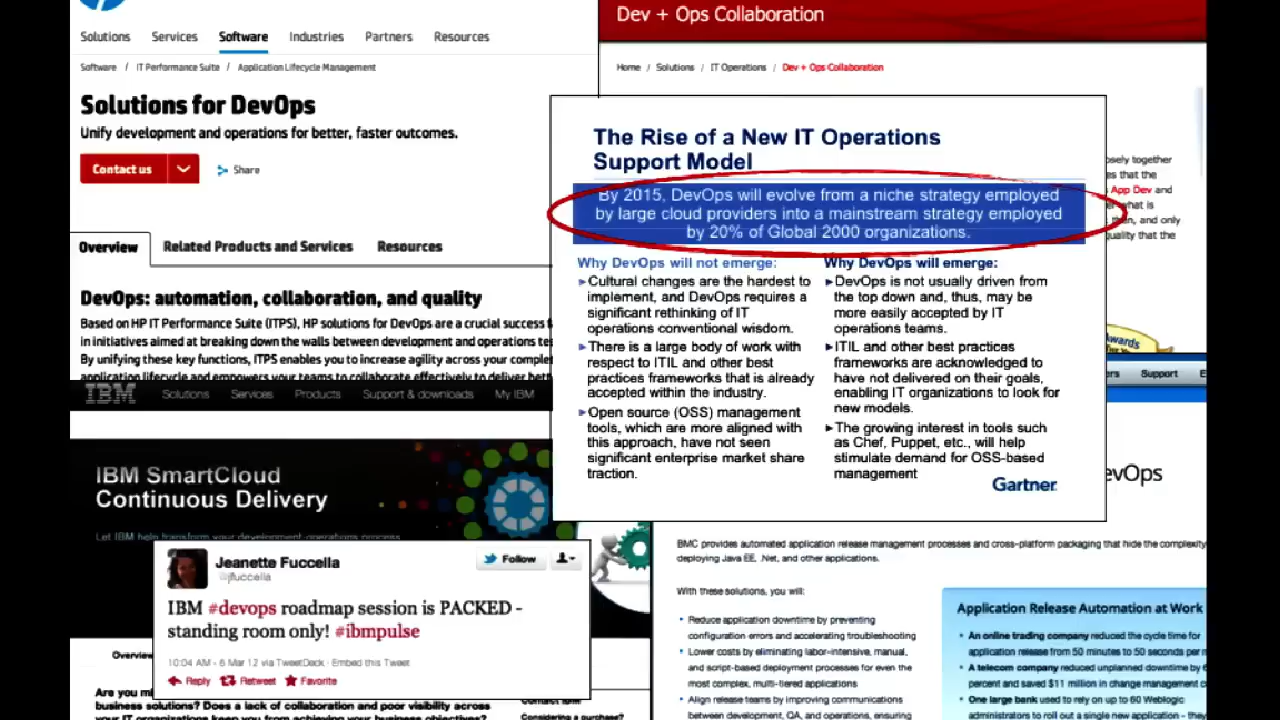 Solutions Services Software Industries Partners Resources
Software / IT Performance Suite / Application Lifecycle Management
Solutions for DevOps
Unify development and operations for better, faster outcomes.
Contact us
Share
Overview Related Products and Services Resources
DevOps: automation, collaboration, and quality
Based on HP IT Performance Suite (ITPS), HP solutions for DevOps are a crucial success f
in initiatives aimed at breaking down the walls between development and operations te
By unifying these key functions, ITPS enables you to increase agility across your comple
application lifecycle and empowers your teams to collaborate effectively to deliver bett
Dev + Ops Collaboration
Home / Solutions / IT Operations / Dev + Ops Collaboration
osely together
es that the
App Dev and
r what is
then, and only
quality that the
The Rise of a New IT Operations
Support Model
By 2015, DevOps will evolve from a niche strategy employed
by large cloud providers into a mainstream strategy employed
by 20% of Global 2000 organizations.
Why DevOps will not emerge:
▸Cultural changes are the hardest to
implement, and DevOps requires a
significant rethinking of IT
operations conventional wisdom.
▸There is a large body of work with
respect to ITIL and other best
practices frameworks that is already
accepted within the industry.
▸Open source (OSS) management
tools, which are more aligned with
this approach, have not seen
significant enterprise market share
traction.
Why DevOps will emerge:
▸DevOps is not usually driven from
the top down and, thus, may be
more easily accepted by IT
operations teams.
▸ITIL and other best practices
frameworks are acknowledged to
have not delivered on their goals,
enabling IT organizations to look for
new models.
▸The growing interest in tools such
as Chef, Puppet, etc., will help
stimulate demand for OSS-based
management
Gartner
Awards
ers Support E
IBM Solutions Services Products Support & downloads My IBM
IBM SmartCloud
Continuous Delivery
Let IBM help transform your development-operations process
Jeanette Fuccella
@jfuccella
Follow
IBM #devops roadmap session is PACKED -
standing room only! #ibmpulse
10:04 AM - 6 Mar 12 via TweetDeck · Embed this Tweet
Reply Retweet Favorite
Overview
Are you mi
business solutions? Does a lack of collaboration and poor visibility across
your IT organizations keep you from achieving your business objectives?
Considering a purchase?
evOps
BMC provides automated application release management processes and cross-platform packaging that hide the complexity
deploying Java EE, .Net, and other applications.
With these solutions, you will:
• Reduce application downtime by preventing
configuration errors and accelerating troubleshooting
• Lower costs by eliminating labor-intensive, manual,
and script-based deployment processes for even the
most complex, multi-tiered applications
• Align release teams by improving communications
between development, QA, and operations, ensuring
Application Release Automation at Work
• An online trading company reduced the cycle time for
application release from 50 minutes to 50 seconds per
• A telecom company reduced unplanned downtime by 6
percent and saved $11 million in change management c
• One large bank used to rely on up to 60 Weblogic
administrators to roll out a single new application - they